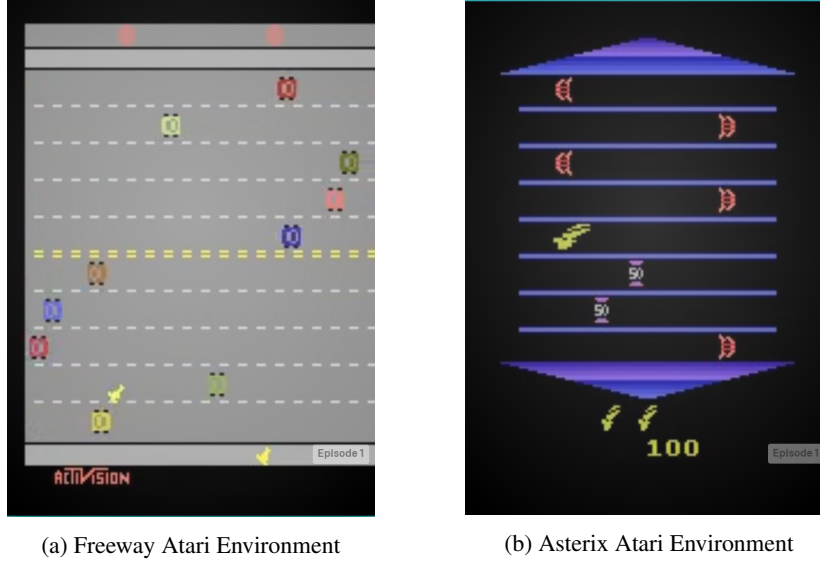 Episode 1
ACTIVISION
50
50
100
Episode 1
(a) Freeway Atari Environment
(b) Asterix Atari Environment